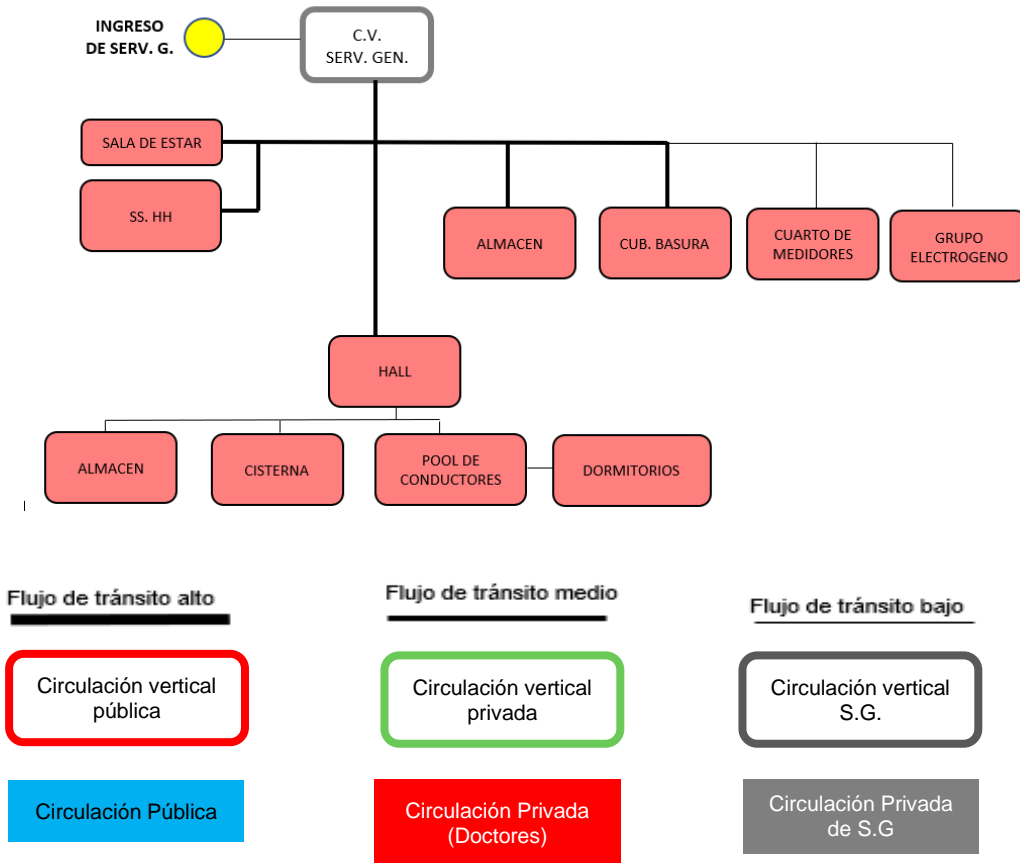 INGRESO
DE SERV. G.
C.V.
SERV. GEN.
SALA DE ESTAR
SS. HH
ALMACEN
CUB. BASURA
CUARTO DE
MEDIDORES
GRUPO
ELECTROGENO
HALL
ALMACEN
CISTERNA
POOL DE
CONDUCTORES
DORMITORIOS
Flujo de tránsito alto
Flujo de tránsito medio
Flujo de tránsito bajo
Circulación vertical
pública
Circulación vertical
privada
Circulación vertical
S.G.
Circulación Pública
Circulación Privada
(Doctores)
Circulación Privada
de S.G